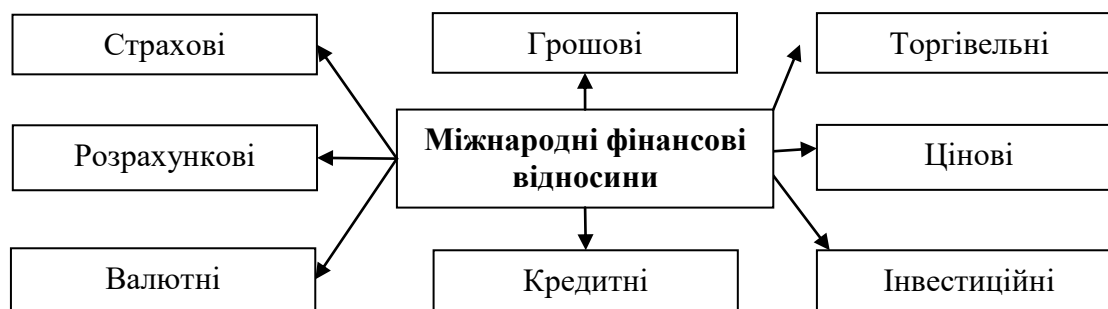 Страхові
Грошові
Торгівельні
Міжнародні фінансові
відносини
Розрахункові
Цінові
Валютні
Кредитні
Інвестиційні